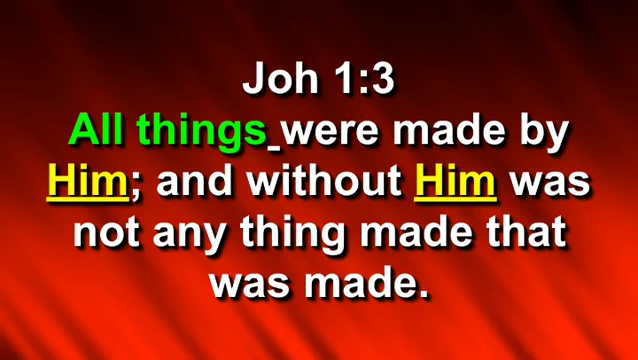 Joh 1:3
All things were made by
Him; and without Him was
not any thing made that
was made.